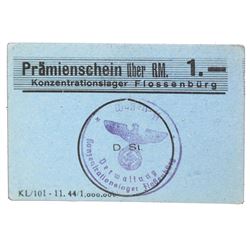 Prämienschein über RM. 1.—
Konzentrationslager Flossenbürg
D. St.
Verwaltung
Konzentrationslager Flossenbürg
KL/101 - 11. 44/1,000.000